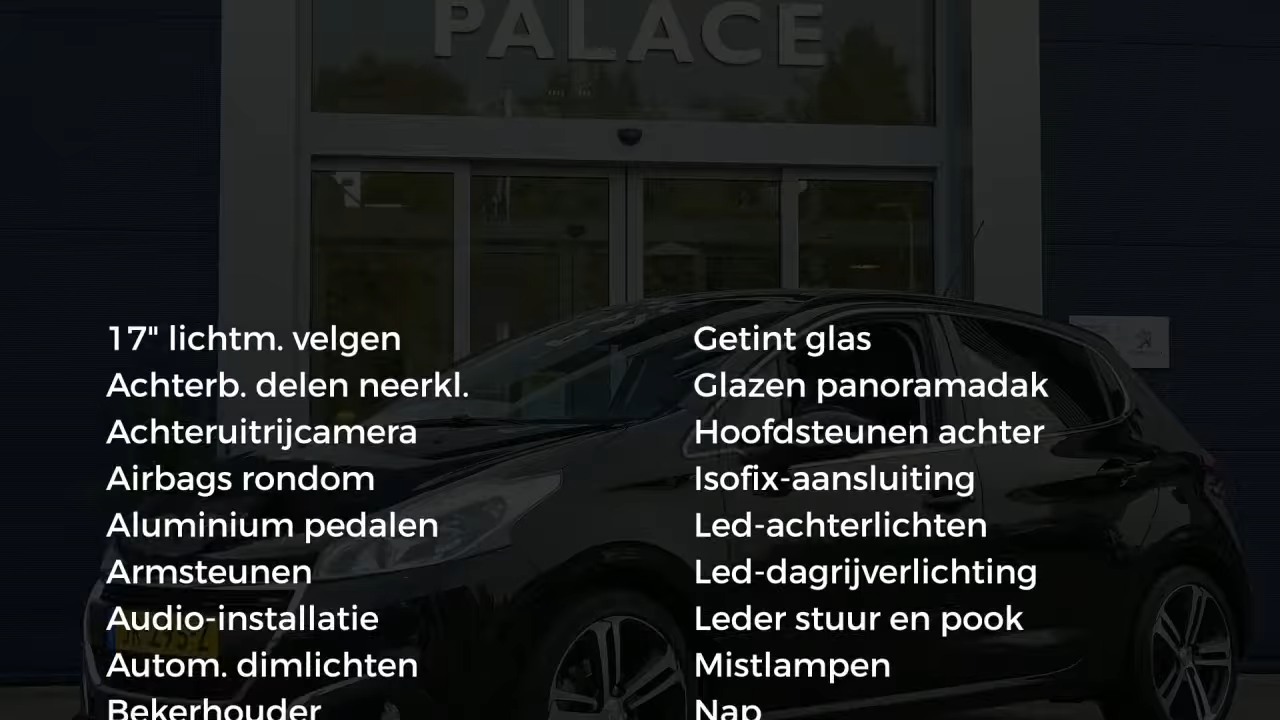 PALACE
17" lichtm. velgen
Achterb. delen neerkl.
Achteruitrijcamera
Airbags rondom
Aluminium pedalen
Armsteunen
Audio-installatie
Autom. dimlichten
Bekerhouder
Getint glas
Glazen panoramadak
Hoofdsteunen achter
Isofix-aansluiting
Led-achterlichten
Led-dagrijverlichting
Leder stuur en pook
Mistlampen
Nap